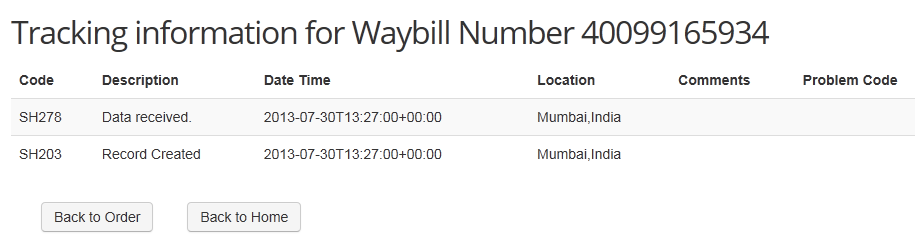 Tracking information for Waybill Number 40099165934
Code Description Date Time Location Comments Problem Code
SH278 Data received. 2013-07-30T13:27:00+00:00 Mumbai,India
SH203 Record Created 2013-07-30T13:27:00+00:00 Mumbai,India
Back to Order Back to Home